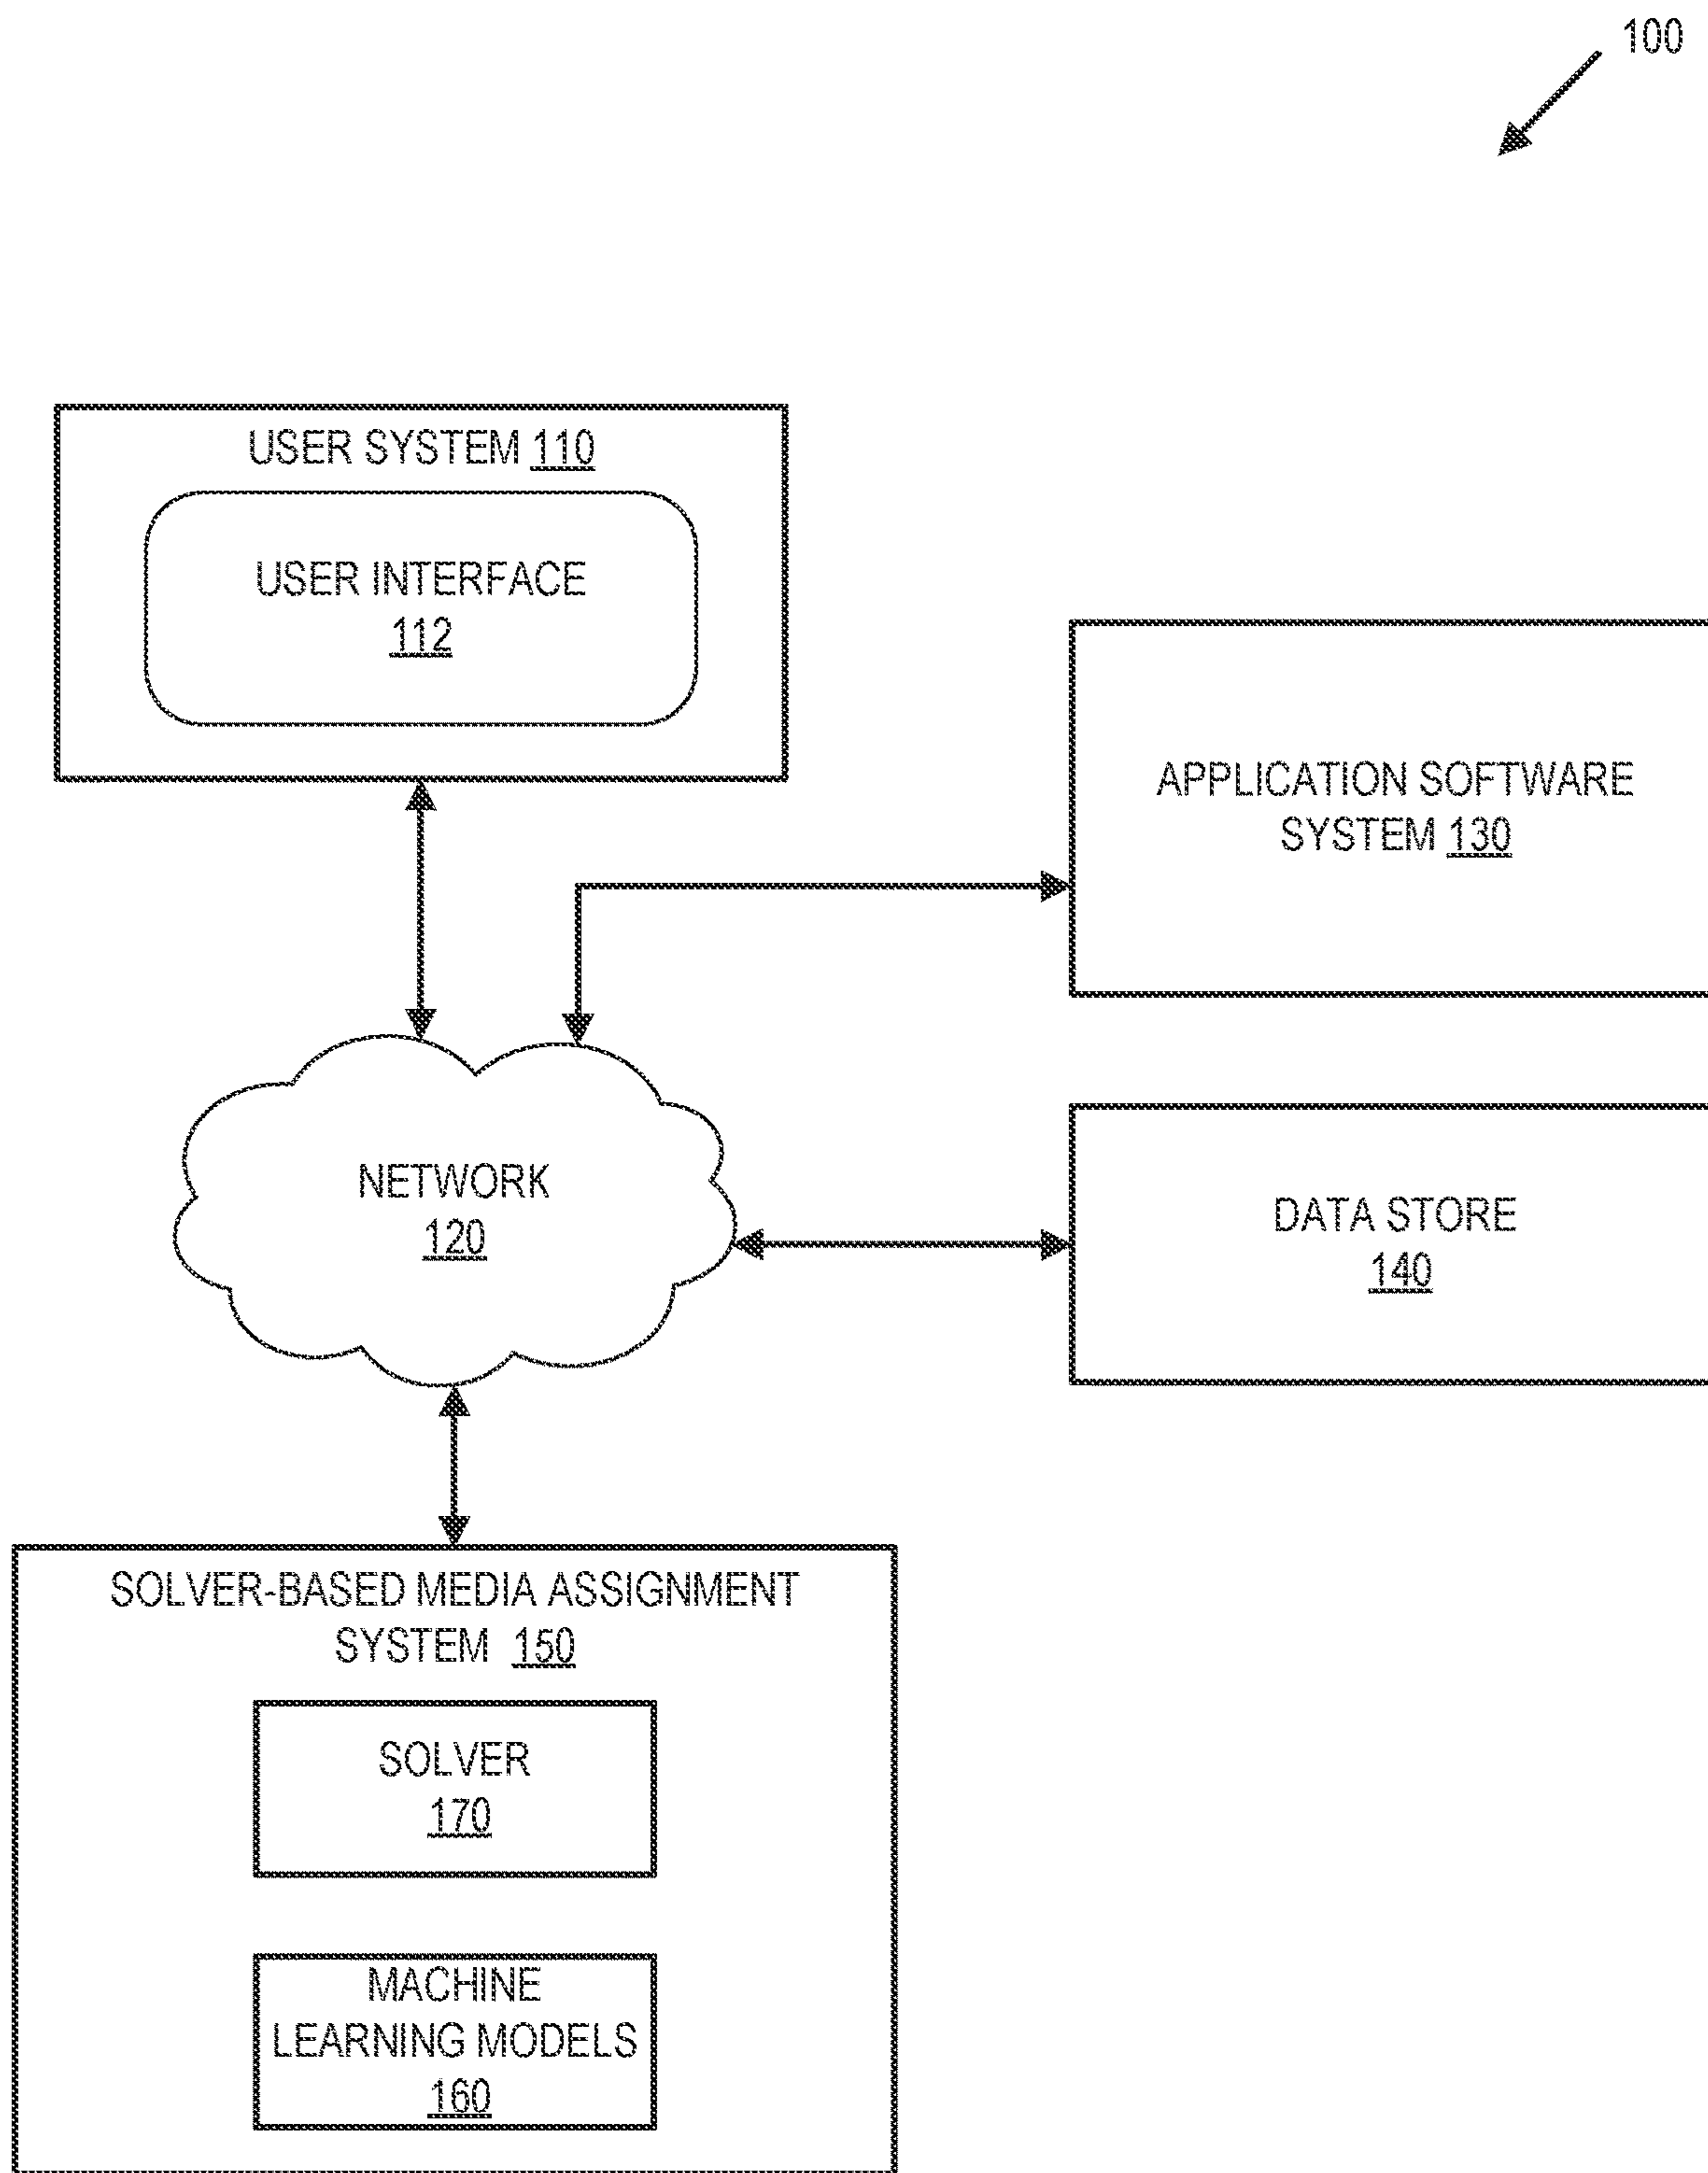 100
USER SYSTEM 110
USER INTERFACE
112
APPLICATION SOFTWARE
SYSTEM 130
NETWORK
120
DATA STORE
140
SOLVER-BASED MEDIA ASSIGNMENT
SYSTEM 150
SOLVER
170
MACHINE
LEARNING MODELS
160